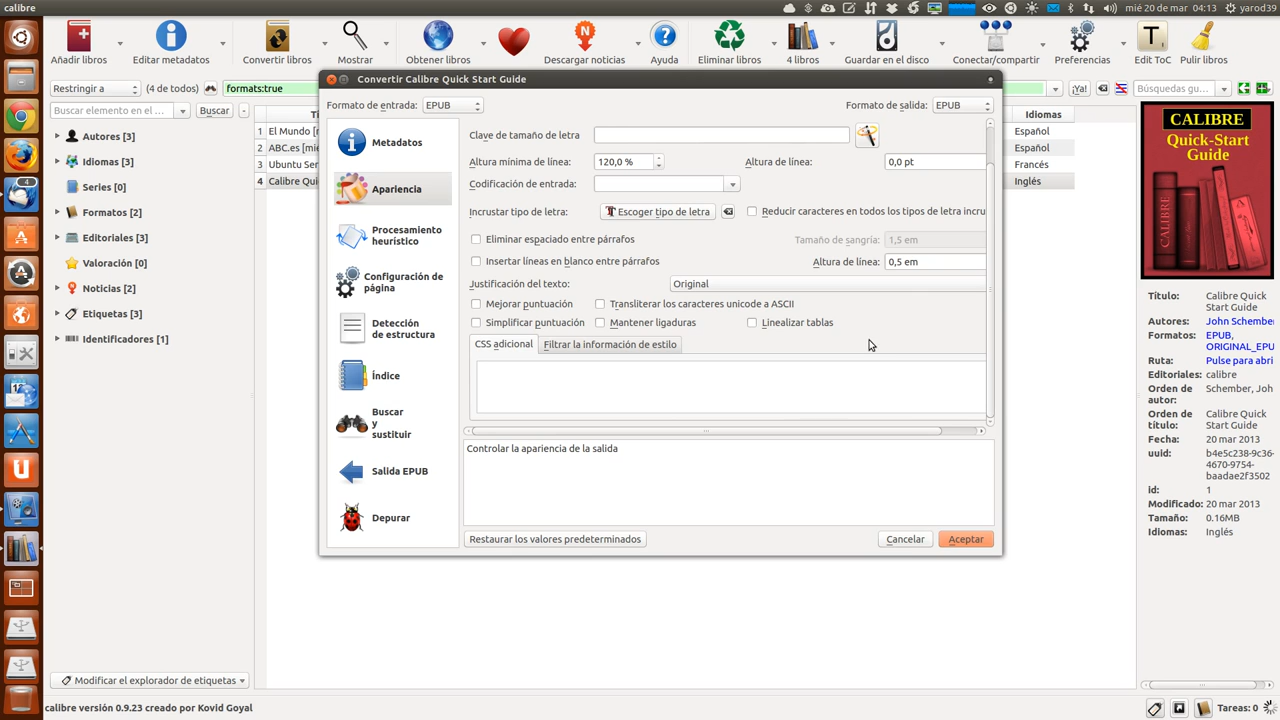 calibre
mié 20 de mar 04:13
yarod39
Añadir libros
Editar metadatos
Convertir libros
Mostrar
Obtener libros
Descargar noticias
Ayuda
Eliminar libros
4 libros
Guardar en el disco
Conectar/compartir
Preferencias
Edit ToC
Pulir libros
Restringir a
(4 de todos)
formats:true
¡Ya!
Búsquedas gu
Buscar elemento en el
Buscar
Autores [3]
Idiomas [3]
Series [0]
Formatos [2]
Editoriales [3]
Valoración [0]
Noticias [2]
Etiquetas [3]
Identificadores [1]
Modificar el explorador de etiquetas
Idiomas
1 El Mundo [m
Español
2 ABC.es [mié
Español
3 Ubuntu Ser
Francés
4 Calibre Qui
Inglés
Convertir Calibre Quick Start Guide
Formato de entrada: EPUB
Formato de salida: EPUB
Metadatos
Apariencia
Procesamiento
heurístico
Configuración de
página
Detección
de estructura
Índice
Buscar
y
sustituir
Salida EPUB
Depurar
Clave de tamaño de letra
Altura mínima de línea: 120,0 %
Altura de línea: 0,0 pt
Codificación de entrada:
Incrustar tipo de letra: Escoger tipo de letra
Reducir caracteres en todos los tipos de letra incru
Eliminar espaciado entre párrafos
Tamaño de sangría: 1,5 em
Insertar líneas en blanco entre párrafos
Altura de línea: 0,5 em
Justificación del texto: Original
Mejorar puntuación
Transliterar los caracteres unicode a ASCII
Simplificar puntuación
Mantener ligaduras
Linealizar tablas
CSS adicional
Filtrar la información de estilo
Controlar la apariencia de la salida
Restaurar los valores predeterminados
Cancelar
Aceptar
CALIBRE
Quick-Start
Guide
Título: Calibre Quick
Start Guide
Autores: John Schembe
Formatos: EPUB,
ORIGINAL_EPU
Ruta: Pulse para abri
Editoriales: calibre
Orden de
autor: Schember, Joh
Orden de
título: Calibre Quick
Start Guide
Fecha: 20 mar 2013
uuid: b4e5c238-9c36-
4670-9754-
baadae2f3502
id: 1
Modificado: 20 mar 2013
Tamaño: 0.16MB
Idiomas: Inglés
calibre versión 0.9.23 creado por Kovid Goyal
Tareas: 0